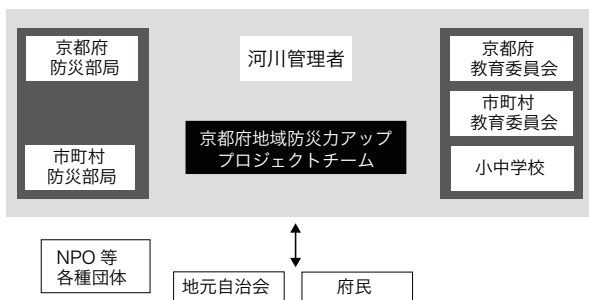 京都府
防災部局
市町村
防災部局
河川管理者
京都府地域防災力アップ
プロジェクトチーム
京都府
教育委員会
市町村
教育委員会
小中学校
NPO 等
各種団体
地元自治会
府民